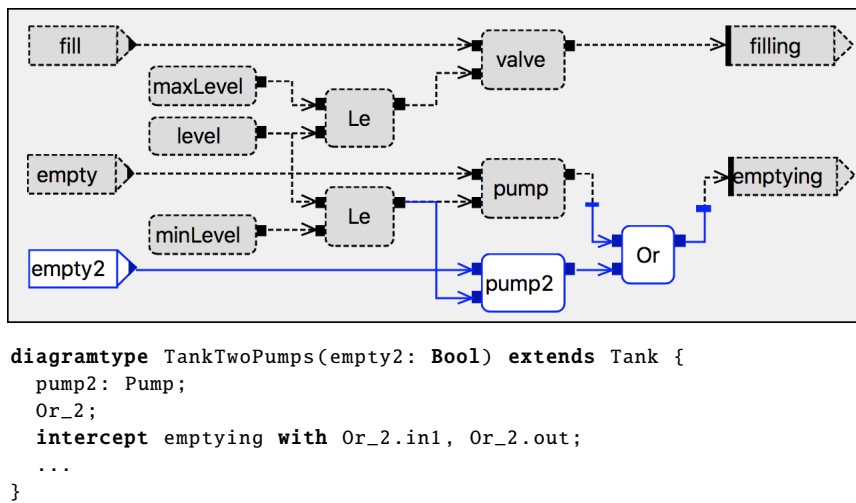 fill
valve
filling
maxLevel
Le
level
empty
pump
emptying
Le
minLevel
empty2
pump2
Or
diagramtype TankTwoPumps(empty2: Bool) extends Tank {
  pump2: Pump;
  Or_2;
  intercept emptying with Or_2.in1, Or_2.out;
  ...
}